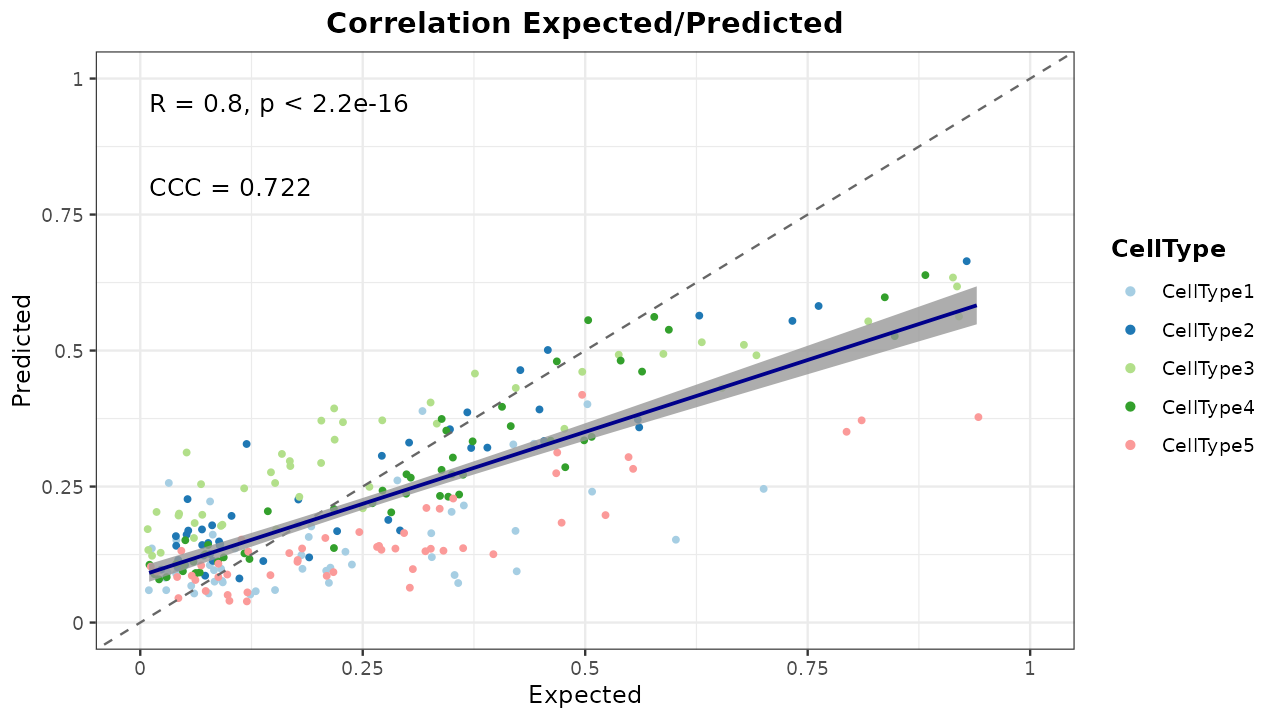 Correlation Expected/Predicted
R = 0.8, p < 2.2e-16
CCC = 0.722
1
0.75
0.5
0.25
0
Predicted
0
0.25
0.5
0.75
1
Expected
CellType
CellType1
CellType2
CellType3
CellType4
CellType5